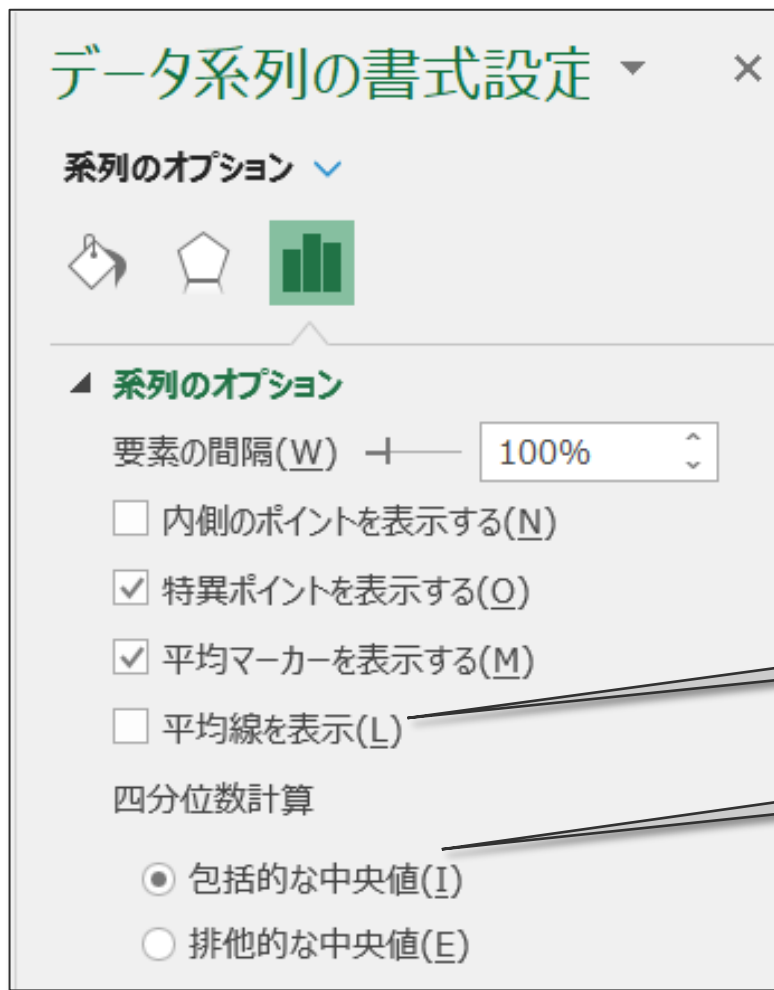 データ系列の書式設定
系列のオプション
系列のオプション
要素の間隔(W) 100%
内側のポイントを表示する(N)
特異ポイントを表示する(O)
平均マーカーを表示する(M)
平均線を表示(L)
四分位数計算
包括的な中央値(I)
排他的な中央値(E)